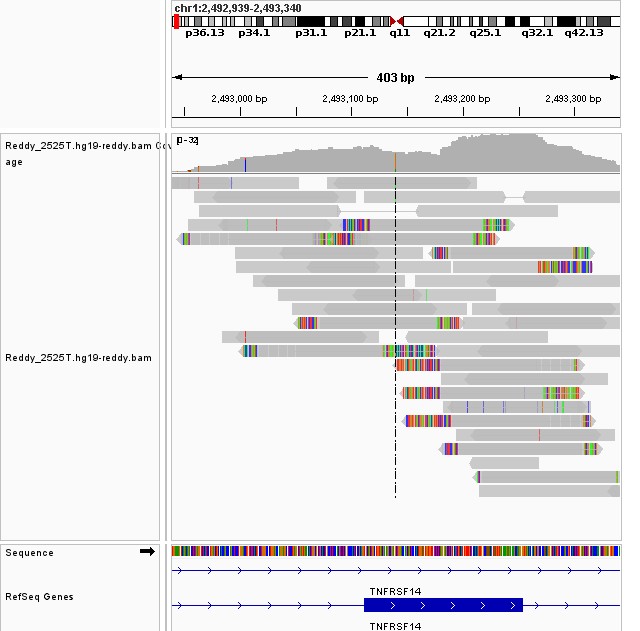 chr1:2,492,939-2,493,340
p36.13 p34.1 p31.1 p21.1 q11 q21.2 q25.1 q32.1 q42.13
403 bp
2,493,000 bp 2,493,100 bp 2,493,200 bp 2,493,300 bp
Reddy_2525T.hg19-reddy.bam Cov
age
[0-32]
Reddy_2525T.hg19-reddy.bam
Sequence
TNFRSF14
RefSeq Genes
TNFRSF14